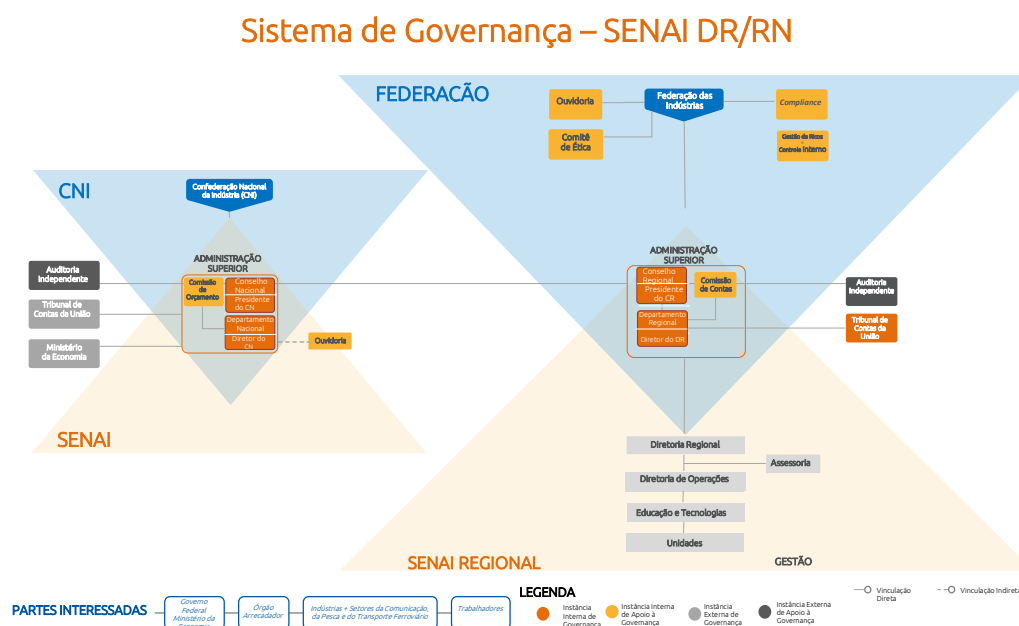 Sistema de Governança – SENAI DR/RN
FEDERACÃO
Ouvidoria
Federação das
Indústrias
Compliance
Comitê
de Ética
Gestão de Ricos
Controle Interno
CNI
Confederação Nacional
da Indústria (CNI)
ADMINISTRAÇÃO
SUPERIOR
Auditoria
Independente
Tribunal de
Contas da União
Ministério
da Economia
Comissão
de
Orçamento
Conselho
Nacional
Presidente
do CN
Departamento
Nacional
Diretor do
CN
Ouvidoria
SENAI
ADMINISTRAÇÃO
SUPERIOR
Conselho
Regional
Presidente
do CR
Comissão
de Contas
Departamento
Regional
Diretor do DR
Auditoria
Independente
Tribunal de
Contas da
União
Diretoria Regional
Assessoria
Diretoria de Operações
Educação e Tecnologias
Unidades
SENAI REGIONAL
GESTÃO
PARTES INTERESSADAS
Governo
Federal
Ministério da
Economia
Órgão
Arrecadador
Indústrias + Setores da Comunicação,
da Pesca e do Transporte Ferroviário
Trabalhadores
LEGENDA
Instância
Interna de
Governança
Instância Interna
de Apoio à
Governança
Instância
Externa de
Governança
Instância Externa
de Apoio à
Governança
Vinculação
Direta
Vinculação Indireta